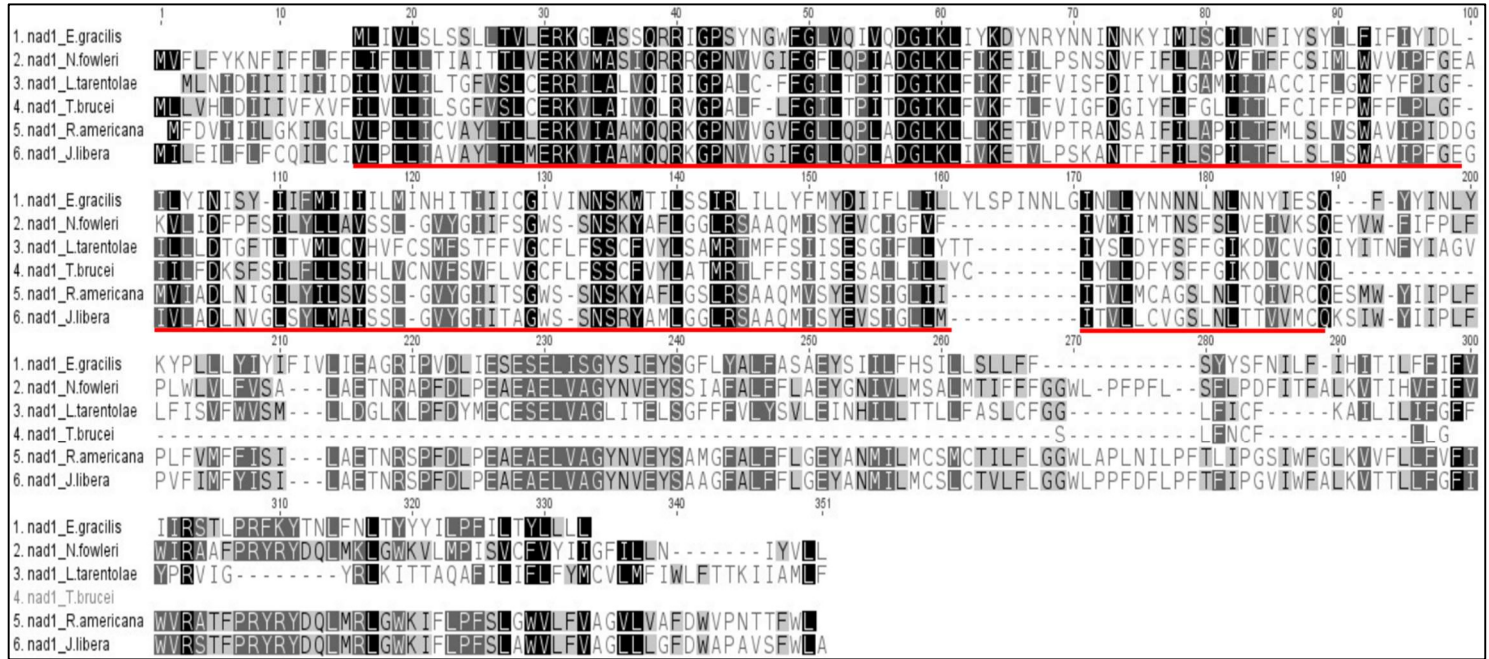 1 10 20 30 40 50 60 70 80 90 100
1. nad1_E.gracilis MLIVLSLSSLLTVLERKGLASSQRRIGPSYNGWFGLVQIVQDGIKLIYKDYNRYNNINNKYIMISCILNFIYSYLLFIFIYIDL-
2. nad1_N.fowleri MVFLFYKNFIFFLFFLIFLLLTIAITTLVERKVMASIQRRRGPNVVGIFGFLQPIADGLKLFIKEIILPSNSNVFIFLLAPVFTFFCSIMLWVVIPFGEA
3. nad1_L.tarentolae MLNIDIIIIIIIDILVVLILTGFVSLCERRILALVQIRIGPALC-FFGILTPITDGIKLFIKFIIFVISFDIIYLIGAMIITACCIFLGWFYFPIGF-
4. nad1_T.brucei MLLVHLDIIIVFXVFILVLLILSGFVSLCERKVLAIVQLRVGPALF-LFGILTPITDGIKLFVKFTLFVIGFDGIYFLFGLLITLFCIFFPWFFLPLGF-
5. nad1_R.americana MFDVIIILGKILGLVLPLLICVAYLTLLERKVIAAMQQRKGPNVVGVFGLLQPLADGLKLLLKETIVPTRANSAIFILAPILTFMLSLVSWAVIPIDDG
6. nad1_J.libera MILEILFLFCQILCIVLPLLIAVAYLTLMERKVIAAMQQRKGPNVVGIFGLLQPLADGLKLIVKETVLPSKANTFIFILSPILTFLLSLLSWAVIPFGEG
110 120 130 140 150 160 170 180 190 200
1. nad1_E.gracilis ILYINISY-IIFMIIIILMINHITIIIICGIVINNSKWTILSSIRLILLYFMYDIIFLLILLYLSPINNLGINLLYNNNNLNLNNYIESQ---F-YYINLY
2. nad1_N.fowleri KVLIDFPFSILYLLAVSSL-GVYGIIFSGWS-SNSKYAFLGGLRSAAQMISYEVCIGFVF----------IVMIIMTNSFSLVEIVKSQEYVW-FIFPLF
3. nad1_L.tarentolae ILLLDTGFTLTVMLCVHVFCSMFSTFFVGCFLFSSCFVYLSAMRTMFFSIISESGIFLLYTT--------IYSLDYFSFFGIKDVCVGQIYITNFYIAGV
4. nad1_T.brucei IILFDKSFSILFLLSIHLVCNVFSVFLVGCFLFSSCFVYLATMRTLFFSIISESALLILLYC--------LYLLDFYSFFGIKDLCVNQL----------
5. nad1_R.americana MVIADLNIGLLYILSVSSL-GVYGIITSGWS-SNSKYAFLGSLRSAAQMVSYEVSIGLII----------ITVLMCAGSLNLTQIVRCQESMW-YIIPLF
6. nad1_J.libera IVLADLNVGLSYLMAISSL-GVYGIITAGWS-SNSRYAMLGGLRSAAQMISYEVSIGLLM----------ITVLLCVGSLNLTTVVMCQKSIW-YIIPLF
210 220 230 240 250 260 270 280 290 300
1. nad1_E.gracilis KYPLLLYIYIFIVLIEAGRIPVDLIESESELISGYSIEYSGFLYALFASAEYSIILFHSILLSLLFF------------SYYSFNILF-IHITILFFIFV
2. nad1_N.fowleri PLWLVLFVSA---LAETNRAPFDLPEAEAELVAGYNVEYSSIAFALFFLAEYGNIVLMSALMTIFFFGGWL-PFPFL--SFLPDFITFALKVTIHVFIFV
3. nad1_L.tarentolae LFISVFWVSM---LLDGLKLPFDYMECESELVAGLITELSGFFFVLYSVLEINHILLTTLLFASLCFGG----------LFICF-----KAILILIFGFF
4. nad1_T.brucei --------------------------------------------------------------------S----------LFNCF-----------LLG
5. nad1_R.americana PLFVMFFISI---LAETNRSPFDLPEAEAELVAGYNVEYSAMGFALFFLGEYANMILMCSMCTILFLGGWLAPLNILPFTLIPGSIWFGLKVVFLLFVFI
6. nad1_J.libera PVFIMFYISI---LAETNRSPFDLPEAEAELVAGYNVEYSAAGFALFFLGEYANMILMCSLCTVLFLGGWLPPFDFLPFTFIPGVIWFALKVTTLLFGFI
310 320 330 340 351
1. nad1_E.gracilis IIRSTLPRFKYTNLFNLTYYYILPFILTYLLLL
2. nad1_N.fowleri WIRAAFPRYRYDQLMKLGWKVLMPISVCFVYIIGFILLN-------IYVLL
3. nad1_L.tarentolae YPRVIG--------YRLKITTAQAFILIFLFYMCVLMFIWLFTTKIIAMLF
4. nad1_T.brucei
5. nad1_R.americana WVRATFPRYRYDQLMRLGWKIFLPFSLGWVLFVAGVLVAFDWVPNTTFWL
6. nad1_J.libera WVRSTFPRYRYDQLMRLGWKIFLPFSLAWVLFVAGLLLGFDWAPAVSFWLA